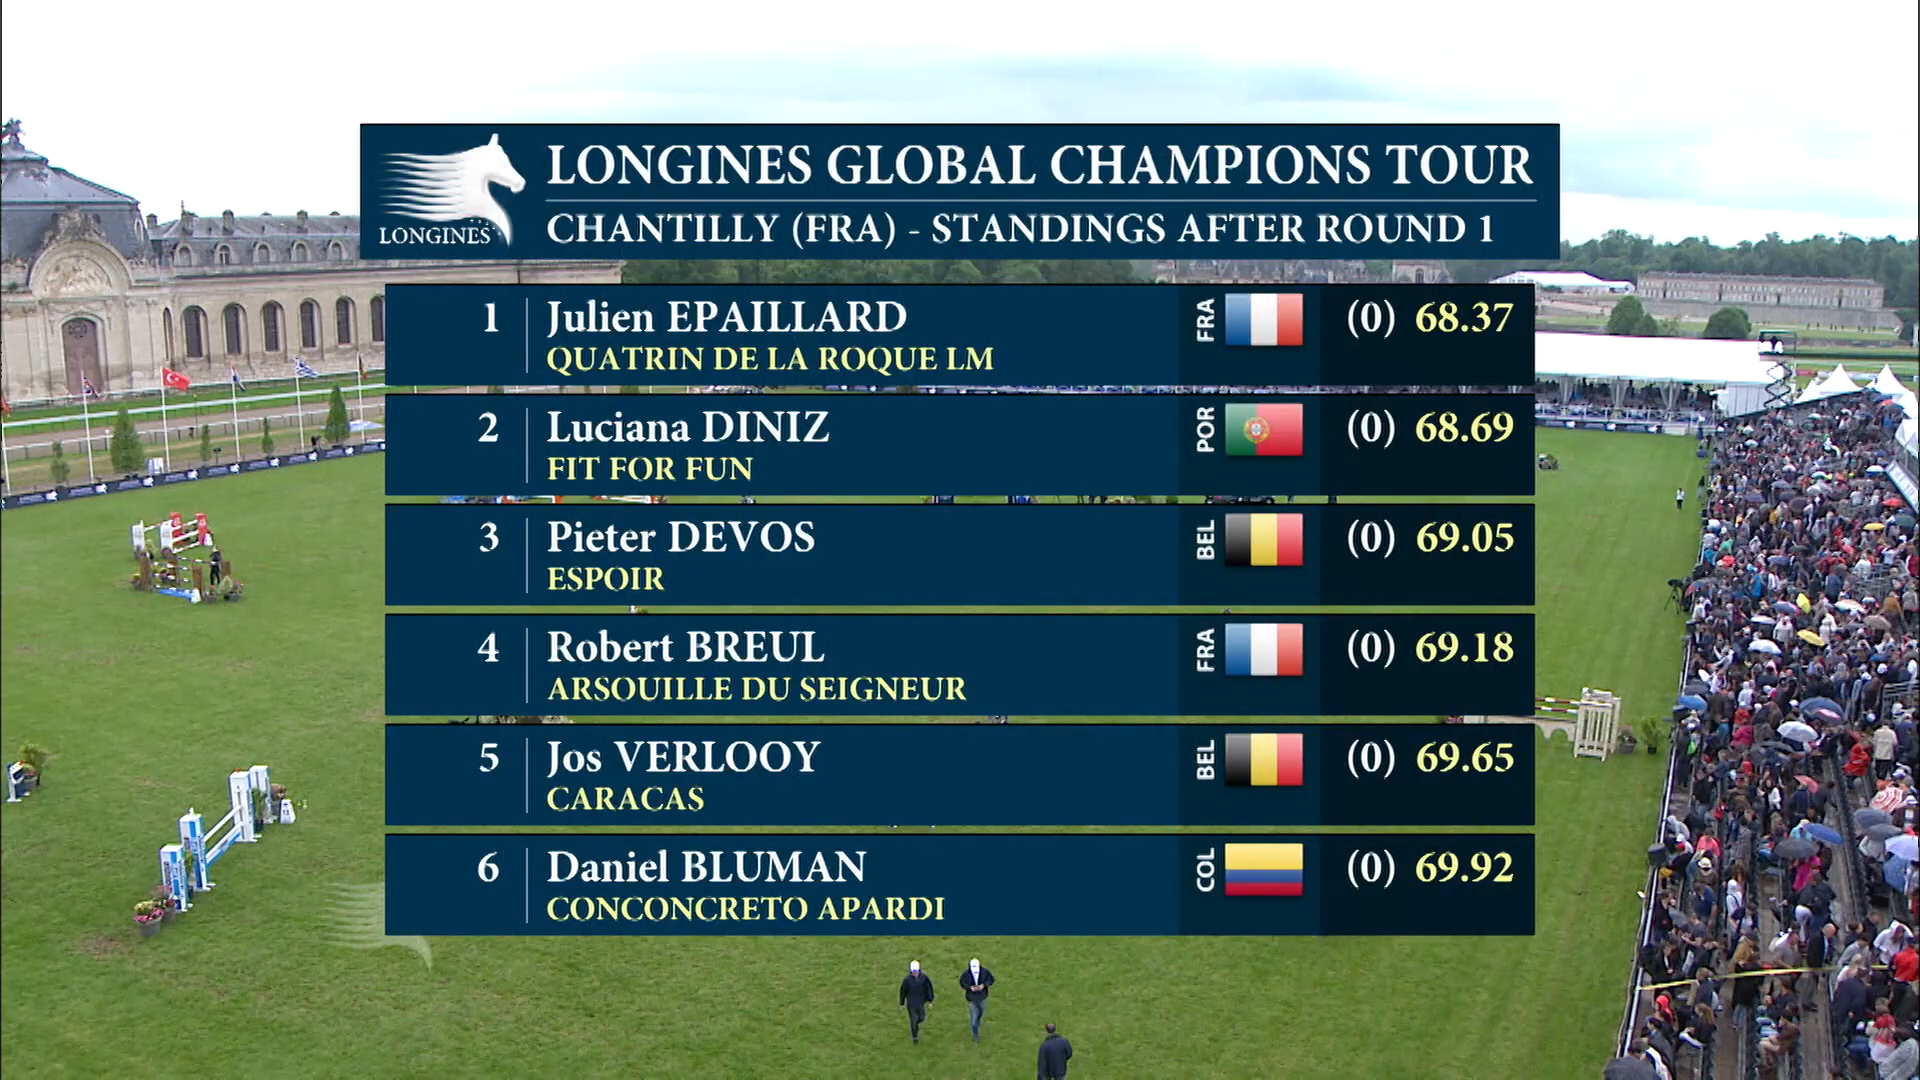 LONGINES GLOBAL CHAMPIONS TOUR
LONGINES
CHANTILLY (FRA) - STANDINGS AFTER ROUND 1
1 Julien EPAILLARD FRA (0) 68.37
QUATRIN DE LA ROQUE LM
2 Luciana DINIZ POR (0) 68.69
FIT FOR FUN
3 Pieter DEVOS BEL (0) 69.05
ESPOIR
4 Robert BREUL FRA (0) 69.18
ARSOUILLE DU SEIGNEUR
5 Jos VERLOOY BEL (0) 69.65
CARACAS
6 Daniel BLUMAN COL (0) 69.92
CONCONCRETO APARDI